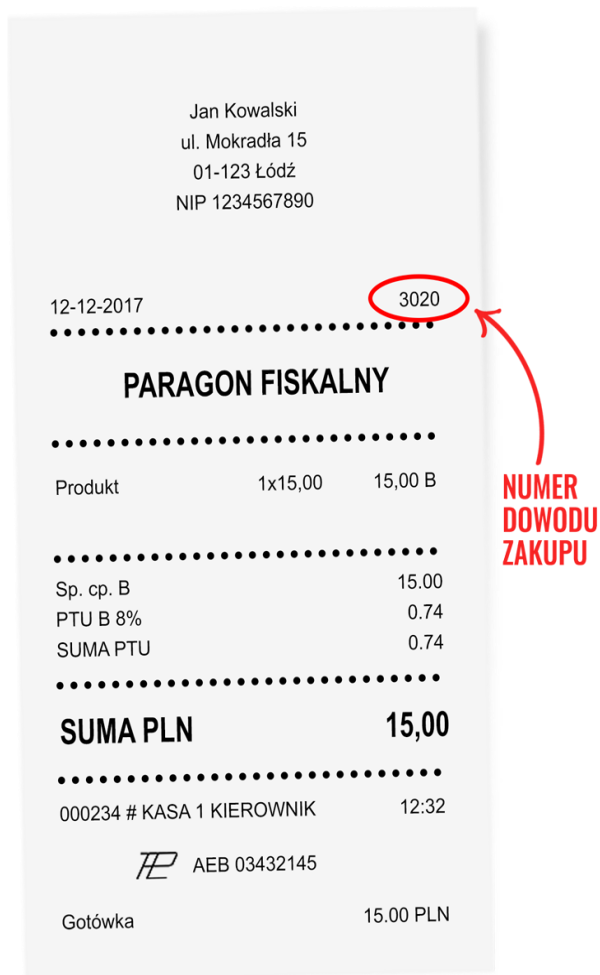 Jan Kowalski
ul. Mokradła 15
01-123 Łódź
NIP 1234567890
12-12-2017 3020
PARAGON FISKALNY
Produkt 1x15,00 15,00 B
NUMER
DOWODU
ZAKUPU
Sp. cp. B 15.00
PTU B 8% 0.74
SUMA PTU 0.74
SUMA PLN 15,00
000234 # KASA 1 KIEROWNIK 12:32
AEB 03432145
Gotówka 15.00 PLN